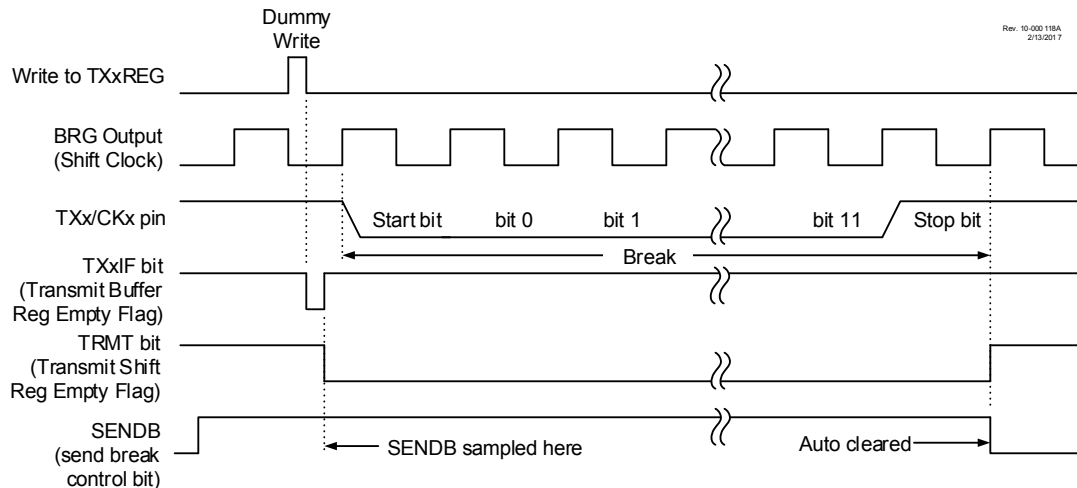 Rev. 10-000 118A
2/13/201 7
Dummy
Write
Write to TXxREG
BRG Output
(Shift Clock)
TXx/CKx pin
Start bit
bit 0
bit 1
bit 11
Stop bit
Break
TXxIF bit
(Transmit Buffer
Reg Empty Flag)
TRMT bit
(Transmit Shift
Reg Empty Flag)
SENDB
(send break
control bit)
SENDB sampled here
Auto cleared